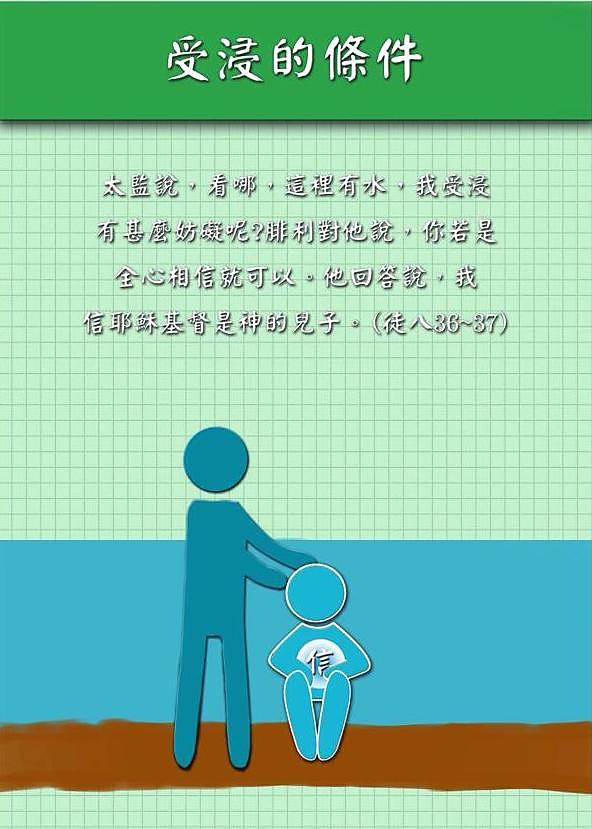 受浸的條件
太監說，看哪，這裡有水，我受浸
有甚麼妨礙呢?腓利對他說，你若是
全心相信就可以。他回答說，我
信耶穌基督是神的兒子。(徒八36~37)
信